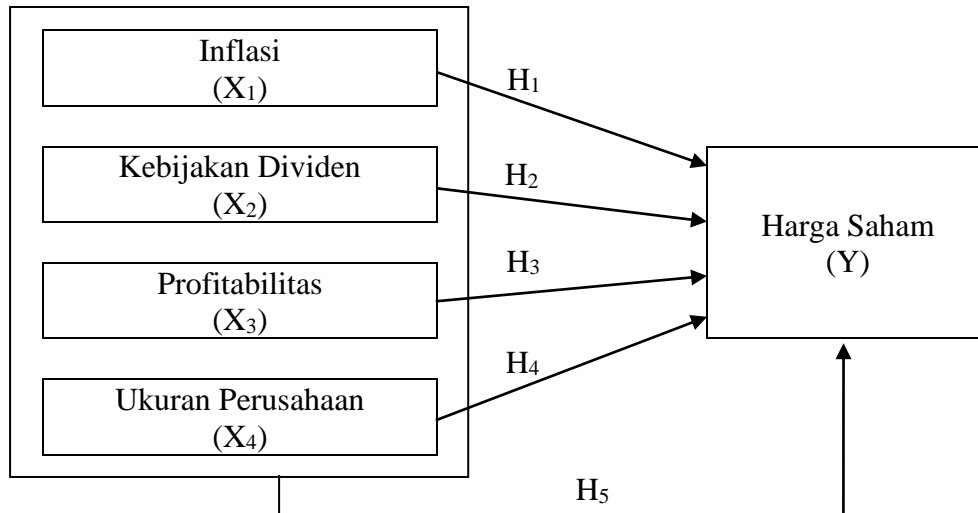 Inflasi
(X₁)
H₁
Kebijakan Dividen
(X₂)
H₂
Harga Saham
(Y)
Profitabilitas
(X₃)
H₃
Ukuran Perusahaan
(X₄)
H₄
H₅